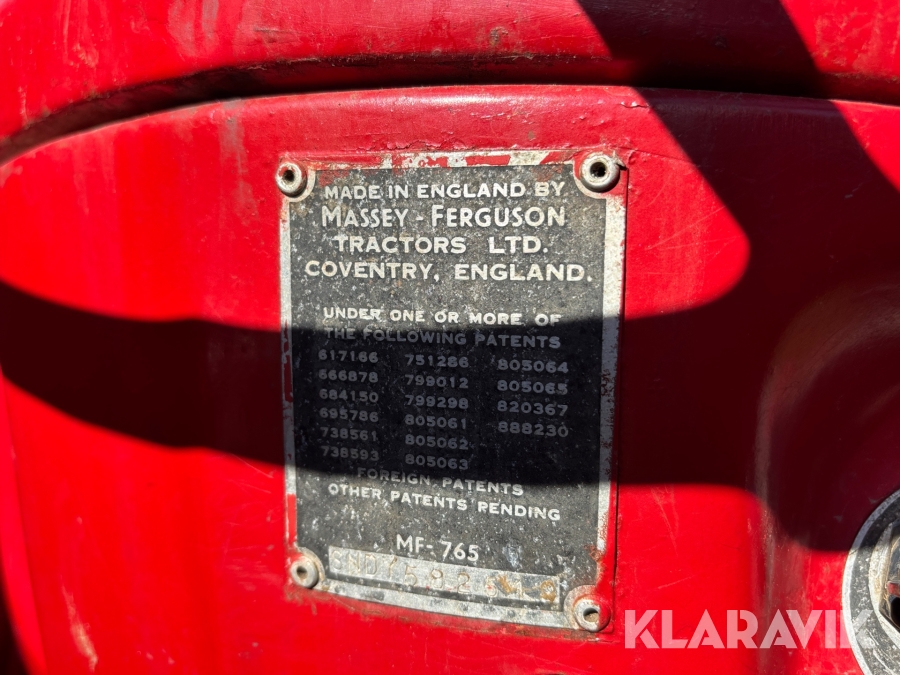 MADE IN ENGLAND BY
MASSEY-FERGUSON
TRACTORS LTD.
COVENTRY, ENGLAND.
UNDER ONE OR MORE OF
THE FOLLOWING PATENTS
617166 751286 805064
666878 799012 805065
684150 799298 820367
695786 805061 888230
738561 805062
738593 805063
FOREIGN PATENTS
OTHER PATENTS PENDING
MF-765
KLARAVIK